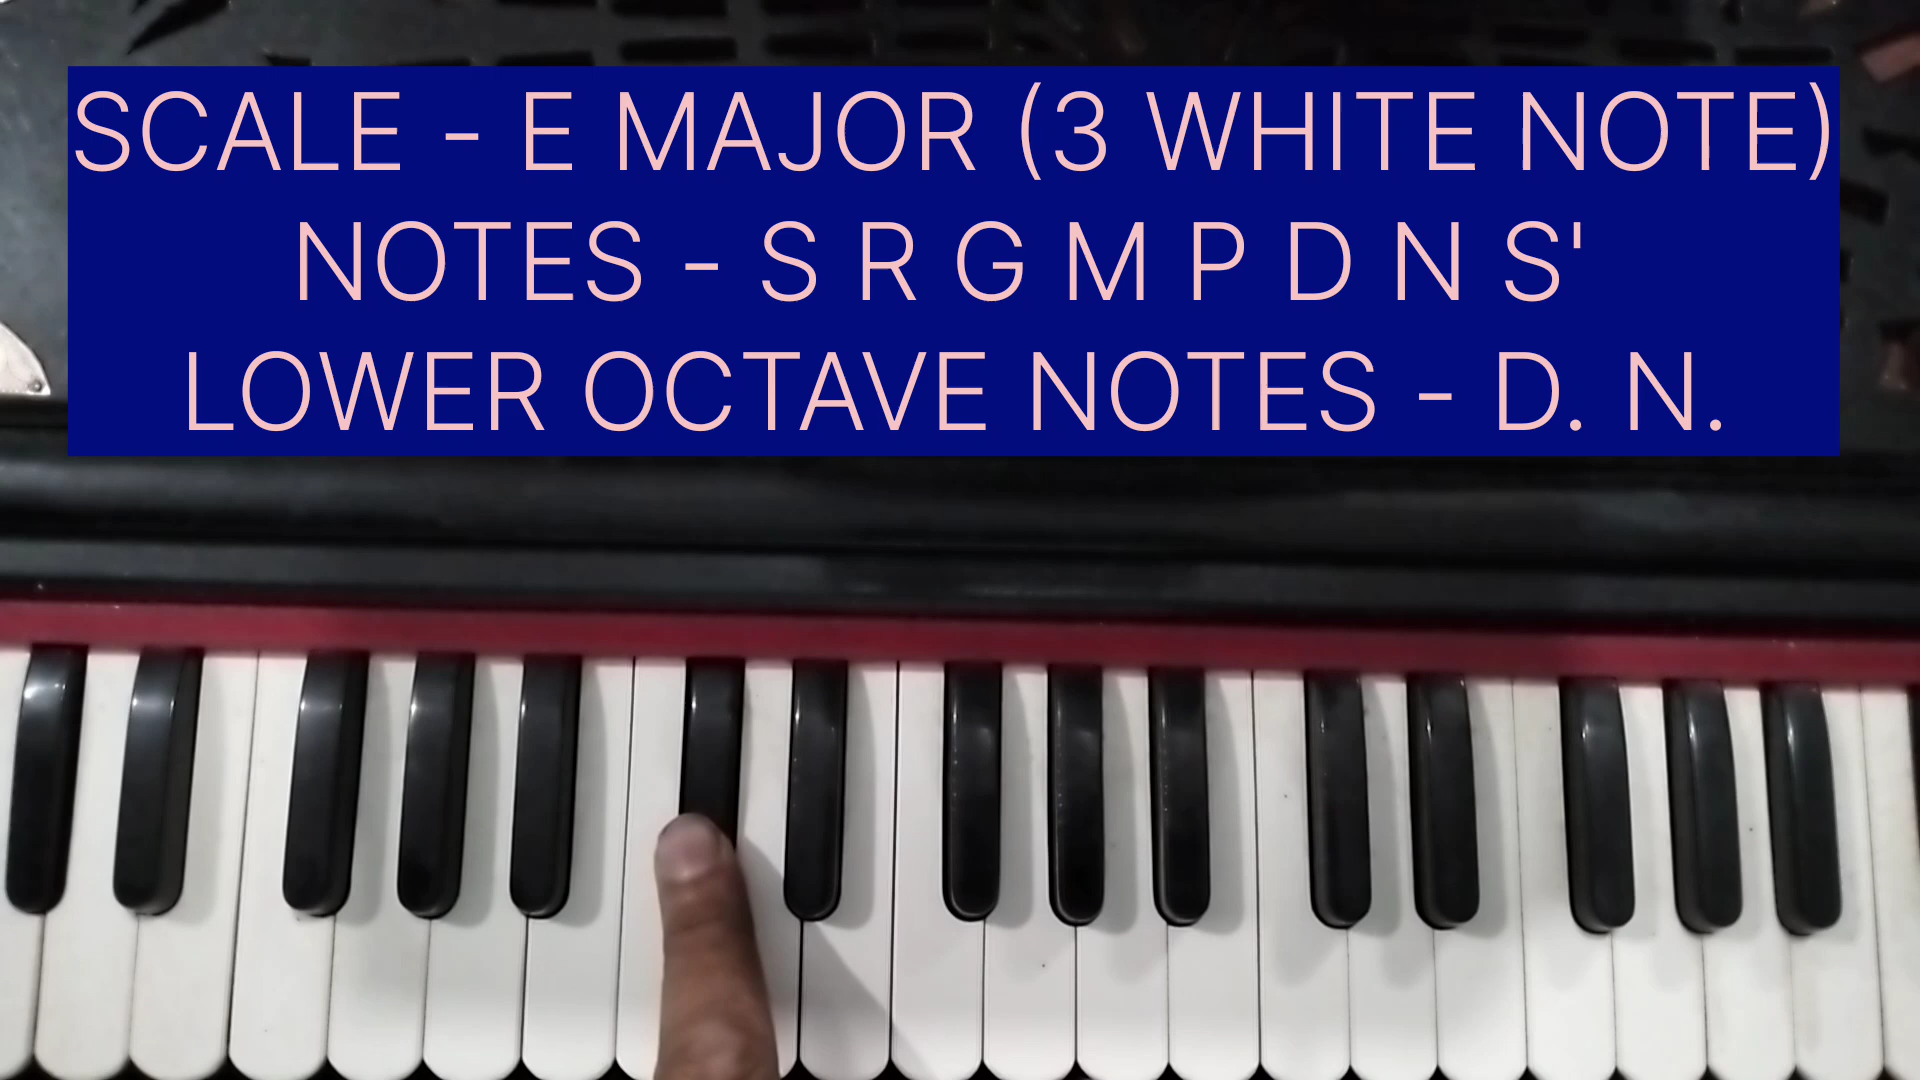 SCALE - E MAJOR (3 WHITE NOTE)
NOTES - S R G M P D N S'
LOWER OCTAVE NOTES - D. N.